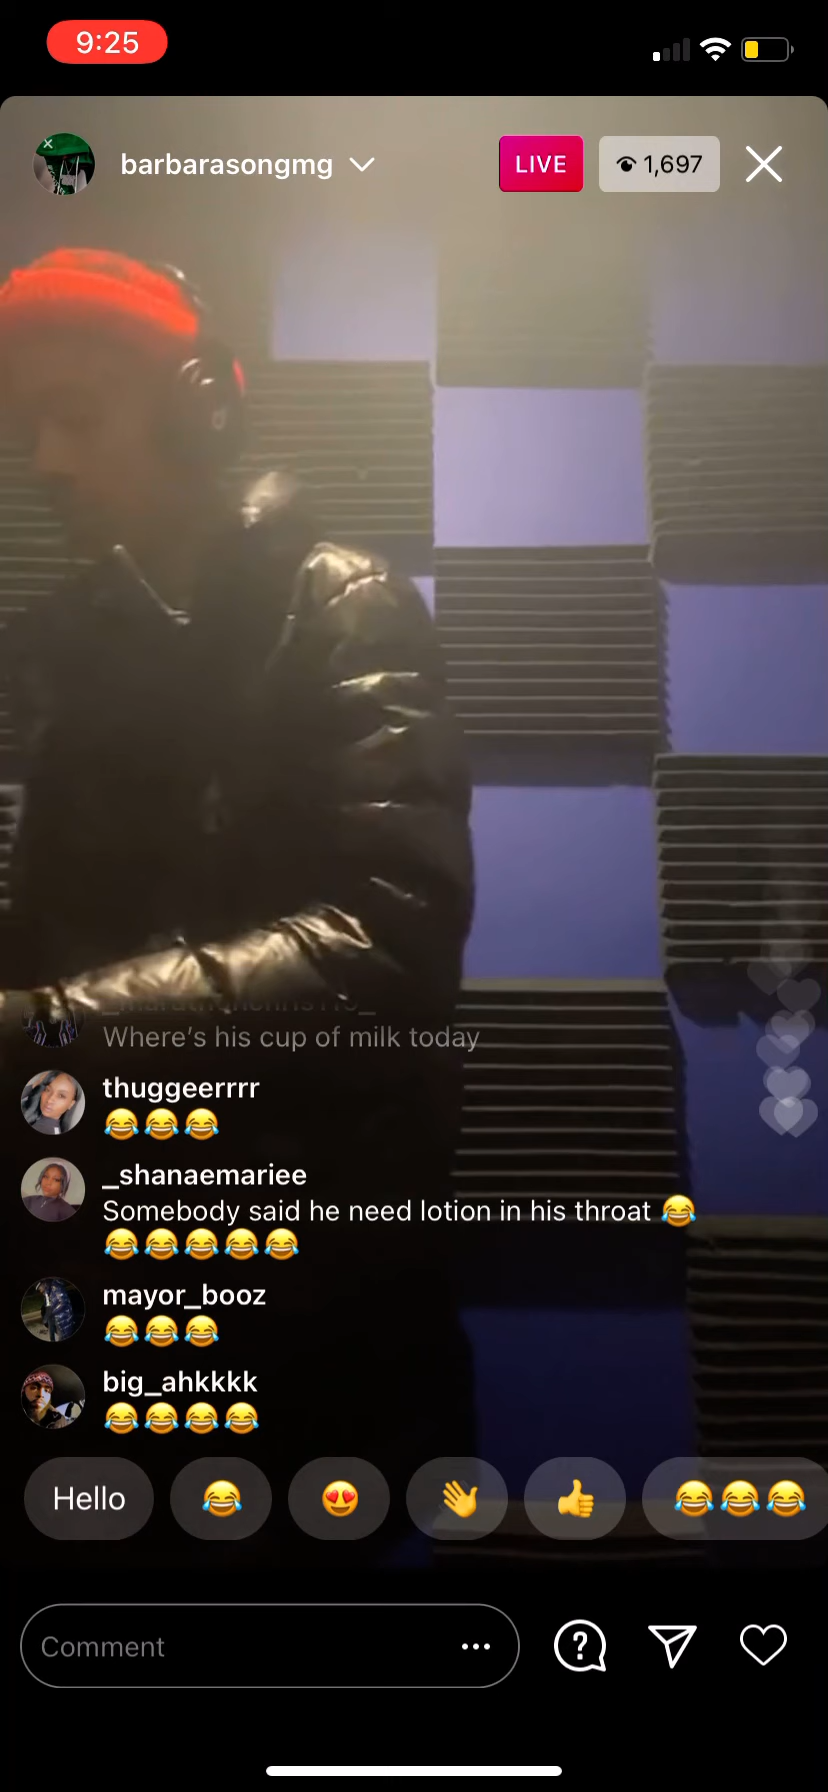 9:25
barbarasongmg
LIVE
1,697
Where's his cup of milk today
thuggeerrrr
😂😂😂
_shanaemariee
Somebody said he need lotion in his throat 😂
😂😂😂😂😂
mayor_booz
😂😂😂
big_ahkkkk
😂😂😂😂
Hello 😂 😍 👋 👍 😂😂😂
Comment